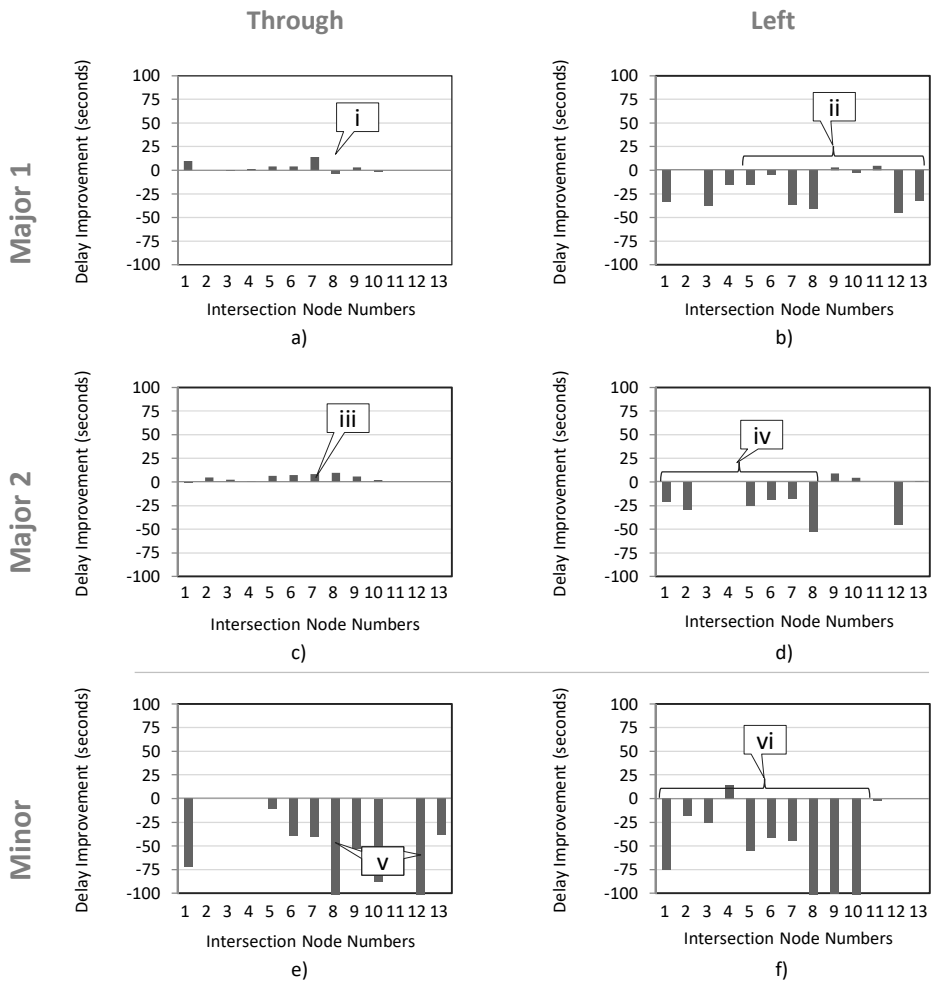 Through
Left
Major 1
Delay Improvement (seconds)
100
75
50
25
0
-25
-50
-75
-100
i
1 2 3 4 5 6 7 8 9 10 11 12 13
Intersection Node Numbers
a)
Delay Improvement (seconds)
100
75
50
25
0
-25
-50
-75
-100
ii
1 2 3 4 5 6 7 8 9 10 11 12 13
Intersection Node Numbers
b)
Major 2
Delay Improvement (seconds)
100
75
50
25
0
-25
-50
-75
-100
iii
1 2 3 4 5 6 7 8 9 10 11 12 13
Intersection Node Numbers
c)
Delay Improvement (seconds)
100
75
50
25
0
-25
-50
-75
-100
iv
1 2 3 4 5 6 7 8 9 10 11 12 13
Intersection Node Numbers
d)
Minor
Delay Improvement (seconds)
100
75
50
25
0
-25
-50
-75
-100
v
1 2 3 4 5 6 7 8 9 10 11 12 13
Intersection Node Numbers
e)
Delay Improvement (seconds)
100
75
50
25
0
-25
-50
-75
-100
vi
1 2 3 4 5 6 7 8 9 10 11 12 13
Intersection Node Numbers
f)